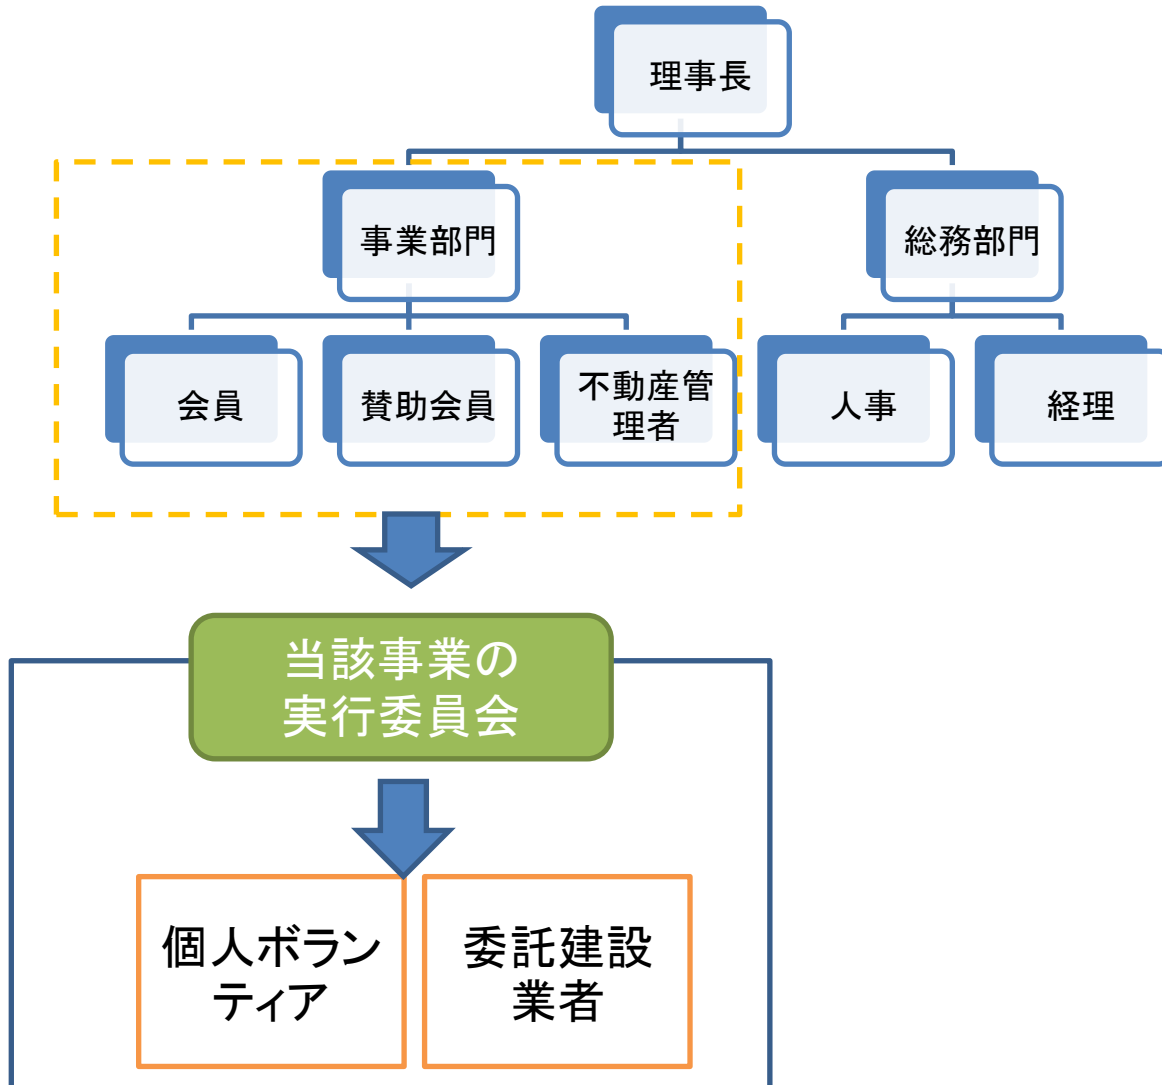 理事長
事業部門
総務部門
会員
賛助会員
不動産管
理者
人事
経理
当該事業の
実行委員会
個人ボラン
ティア
委託建設
業者